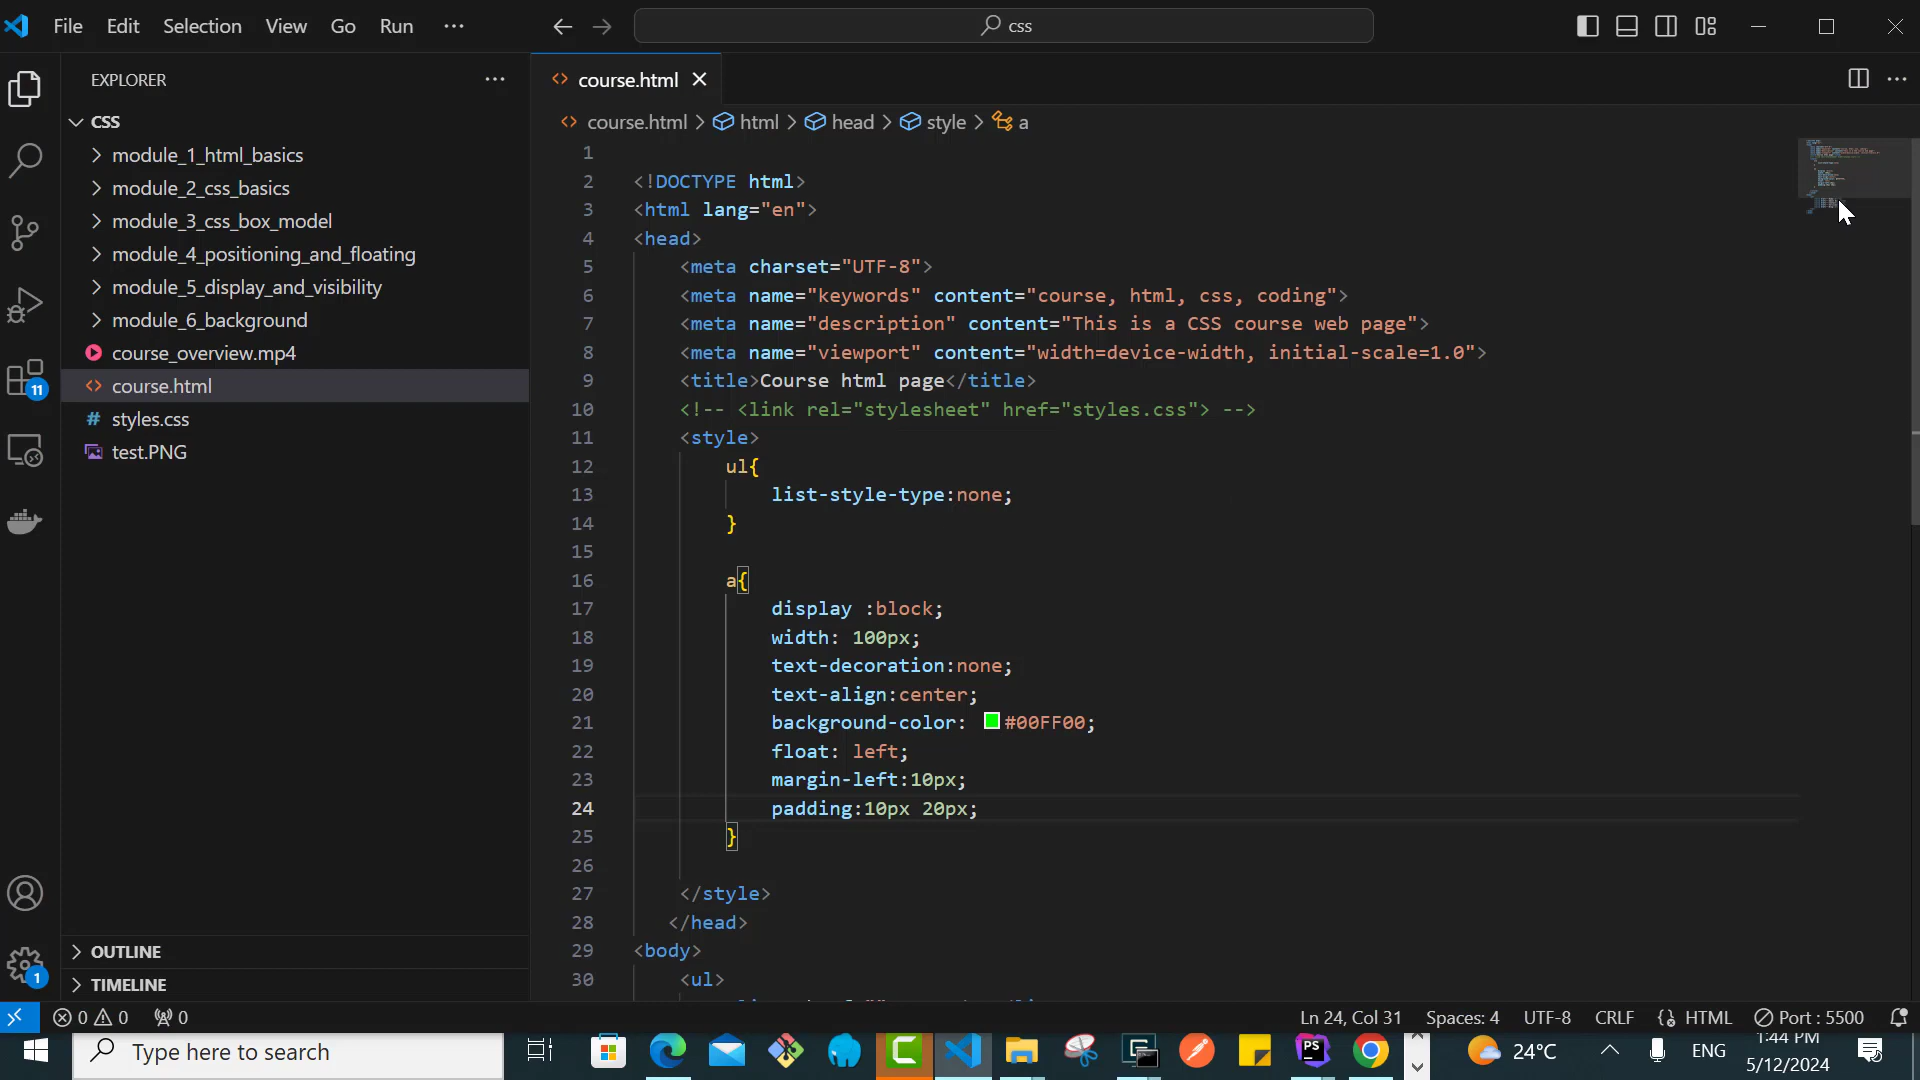 File Edit Selection View Go Run ···
css
EXPLORER
course.html
CSS
course.html > html > head > style > a
module_1_html_basics
module_2_css_basics
module_3_css_box_model
module_4_positioning_and_floating
module_5_display_and_visibility
module_6_background
course_overview.mp4
course.html
styles.css
test.PNG
OUTLINE
TIMELINE
11
1
1
2 <!DOCTYPE html>
3 <html lang="en">
4 <head>
5 <meta charset="UTF-8">
6 <meta name="keywords" content="course, html, css, coding">
7 <meta name="description" content="This is a CSS course web page">
8 <meta name="viewport" content="width=device-width, initial-scale=1.0">
9 <title>Course html page</title>
10 <!-- <link rel="stylesheet" href="styles.css"> -->
11 <style>
12 ul{
13 list-style-type:none;
14 }
15
16 a{
17 display :block;
18 width: 100px;
19 text-decoration:none;
20 text-align:center;
21 background-color: #00FF00;
22 float: left;
23 margin-left:10px;
24 padding:10px 20px;
25 }
26
27 </style>
28 </head>
29 <body>
30 <ul>
0 0 0
Ln 24, Col 31 Spaces: 4 UTF-8 CRLF {} HTML Port : 5500
Type here to search
PS
24°C ENG
1:44 PM
5/12/2024